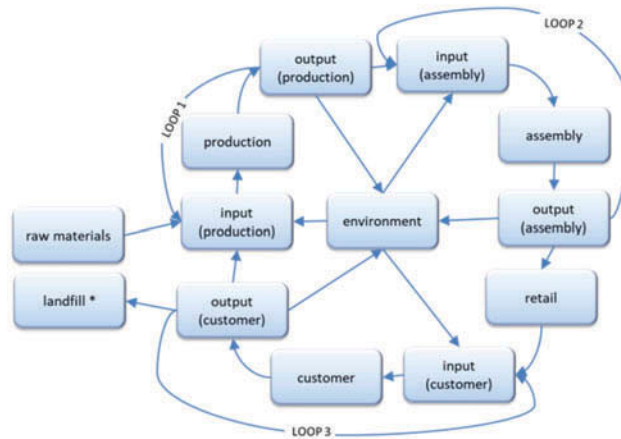 LOOP 2
output
(production)
input
(assembly)
LOOP 1
production
assembly
raw materials
input
(production)
environment
output
(assembly)
landfill *
output
(customer)
retail
customer
input
(customer)
LOOP 3